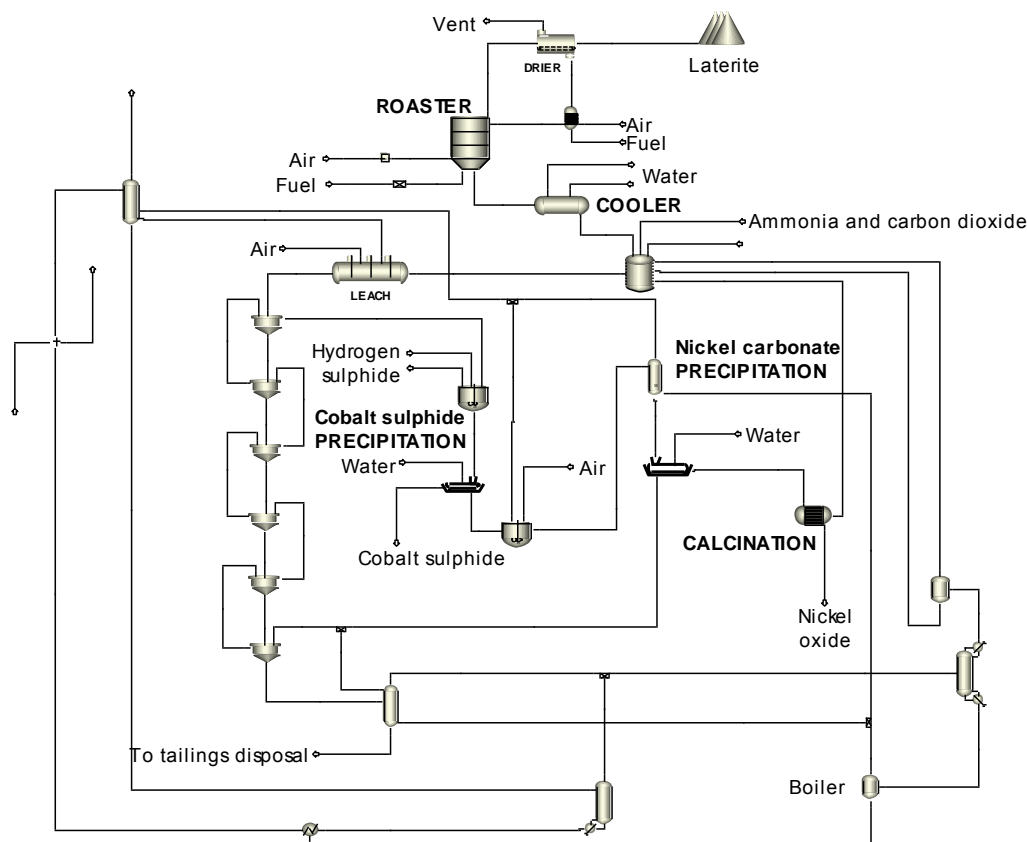 Vent
DRIER
Laterite
ROASTER
Air
Fuel
Air
Fuel
Water
COOLER
Ammonia and carbon dioxide
Air
LEACH
Hydrogen
sulphide
Nickel carbonate
PRECIPITATION
Cobalt sulphide
PRECIPITATION
Water
Water
Air
Cobalt sulphide
CALCINATION
Nickel
oxide
To tailings disposal
Boiler